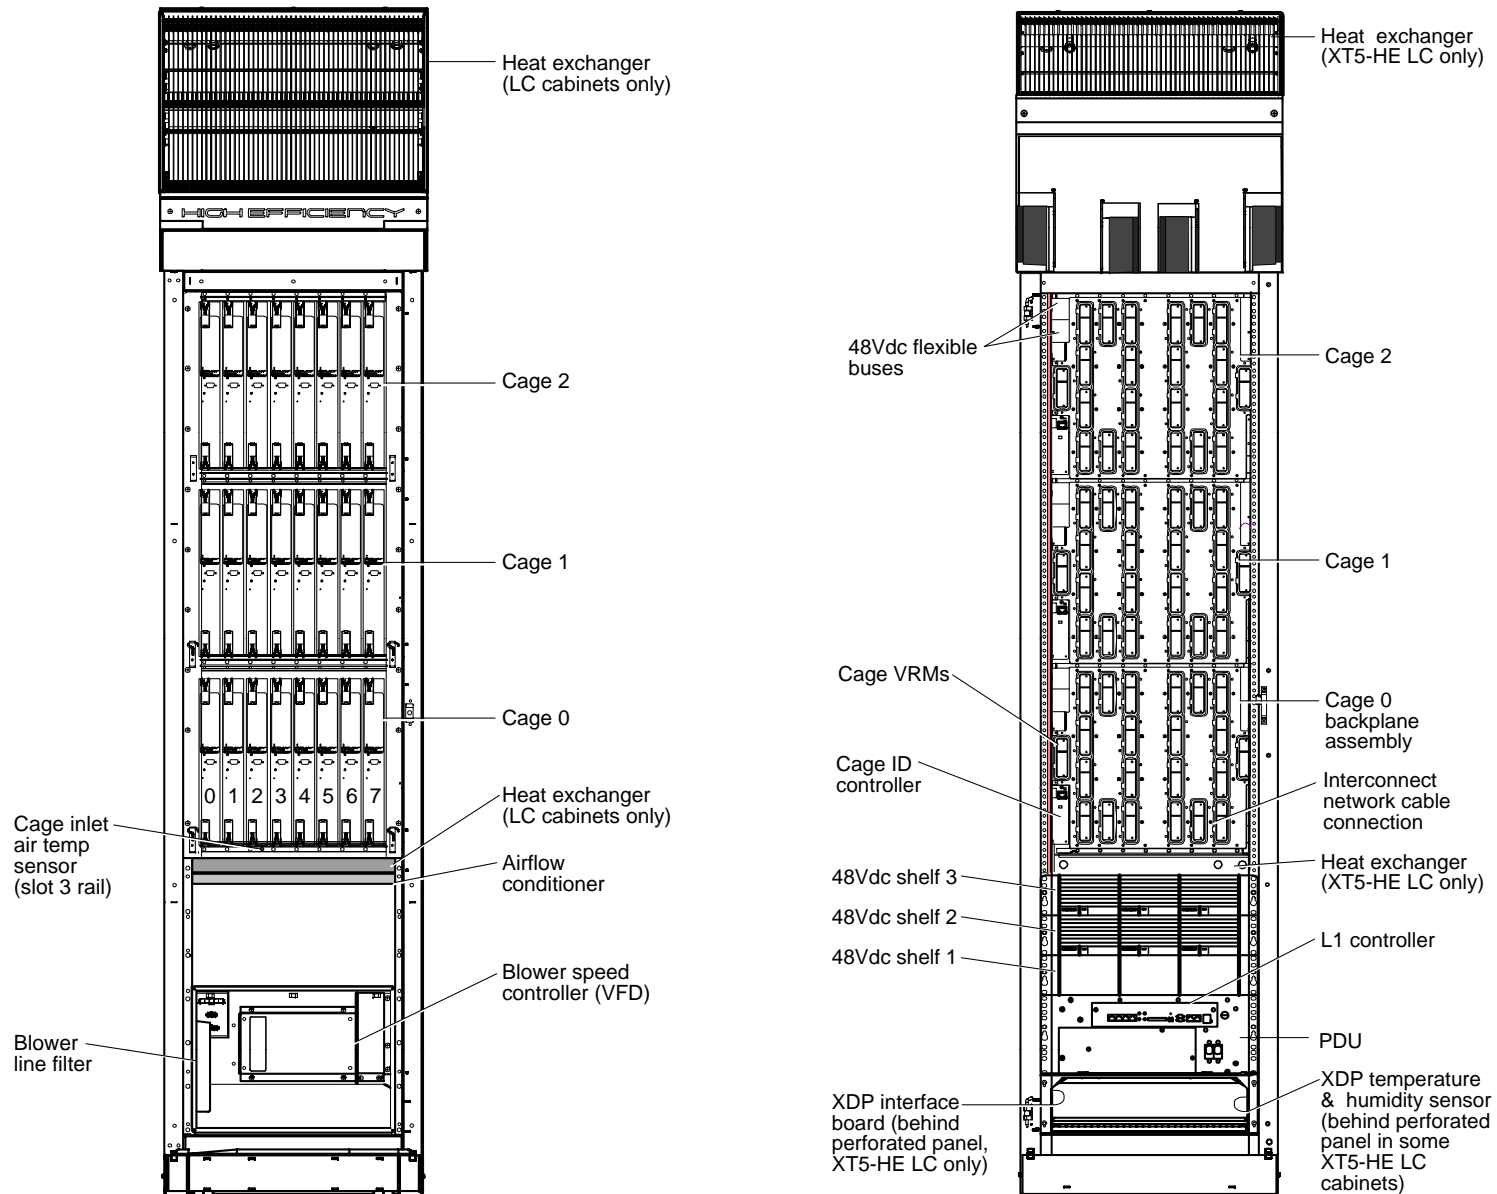 Heat exchanger
(LC cabinets only)
HIGH EFFICIENCY
Cage 2
Cage 1
Cage 0
0 1 2 3 4 5 6 7
Heat exchanger
(LC cabinets only)
Cage inlet
air temp
sensor
(slot 3 rail)
Airflow
conditioner
Blower speed
controller (VFD)
Blower
line filter
Heat exchanger
(XT5-HE LC only)
48Vdc flexible
buses
Cage 2
Cage 1
Cage VRMs
Cage 0
backplane
assembly
Cage ID
controller
Interconnect
network cable
connection
Heat exchanger
(XT5-HE LC only)
48Vdc shelf 3
48Vdc shelf 2
48Vdc shelf 1
L1 controller
PDU
XDP interface
board (behind
perforated panel,
XT5-HE LC only)
XDP temperature
& humidity sensor
(behind perforated
panel in some
XT5-HE LC
cabinets)